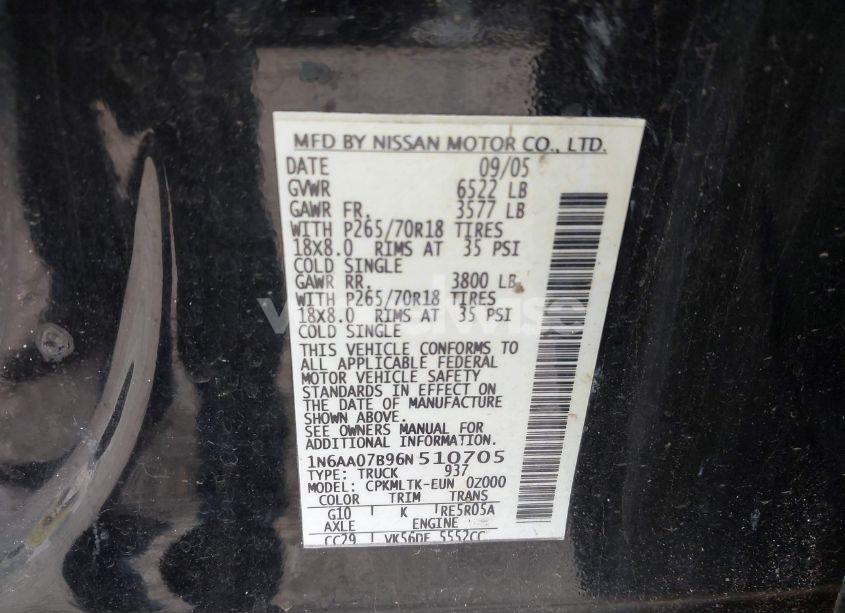 MFD BY NISSAN MOTOR CO., LTD.
DATE 09/05
GVWR 6522 LB
GAWR FR. 3577 LB
WITH P265/70R18 TIRES
18X8.0 RIMS AT 35 PSI
COLD SINGLE
GAWR RR. 3800 LB
WITH P265/70R18 TIRES
18X8.0 RIMS AT 35 PSI
COLD SINGLE
THIS VEHICLE CONFORMS TO
ALL APPLICABLE FEDERAL
MOTOR VEHICLE SAFETY
STANDARDS IN EFFECT ON
THE DATE OF MANUFACTURE
SHOWN ABOVE.
SEE OWNERS MANUAL FOR
ADDITIONAL INFORMATION.
1N6AA07B96N510705
TYPE: TRUCK 937
MODEL: CPKMLTK-EUN 0Z000
COLOR TRIM TRANS
G10 K RE5R05A
AXLE ENGINE
CC29 VK56DE 5552CC